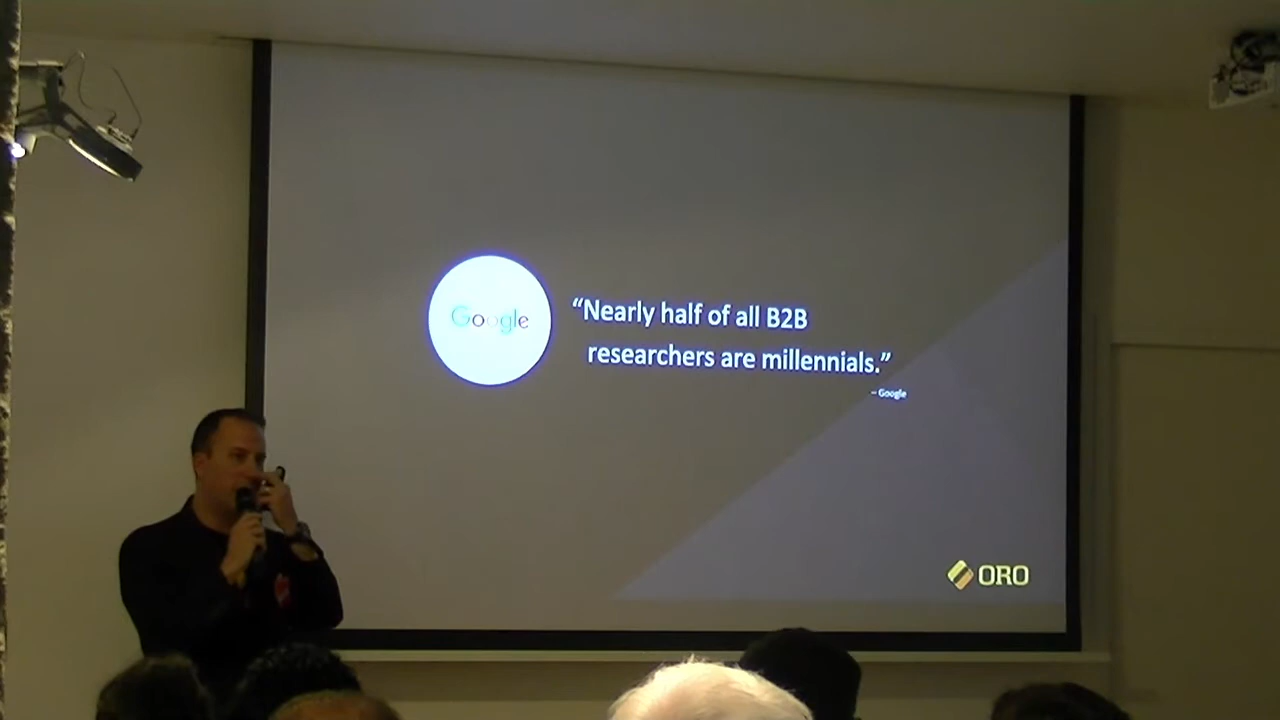 Google
“Nearly half of all B2B
researchers are millennials.”
– Google
ORO